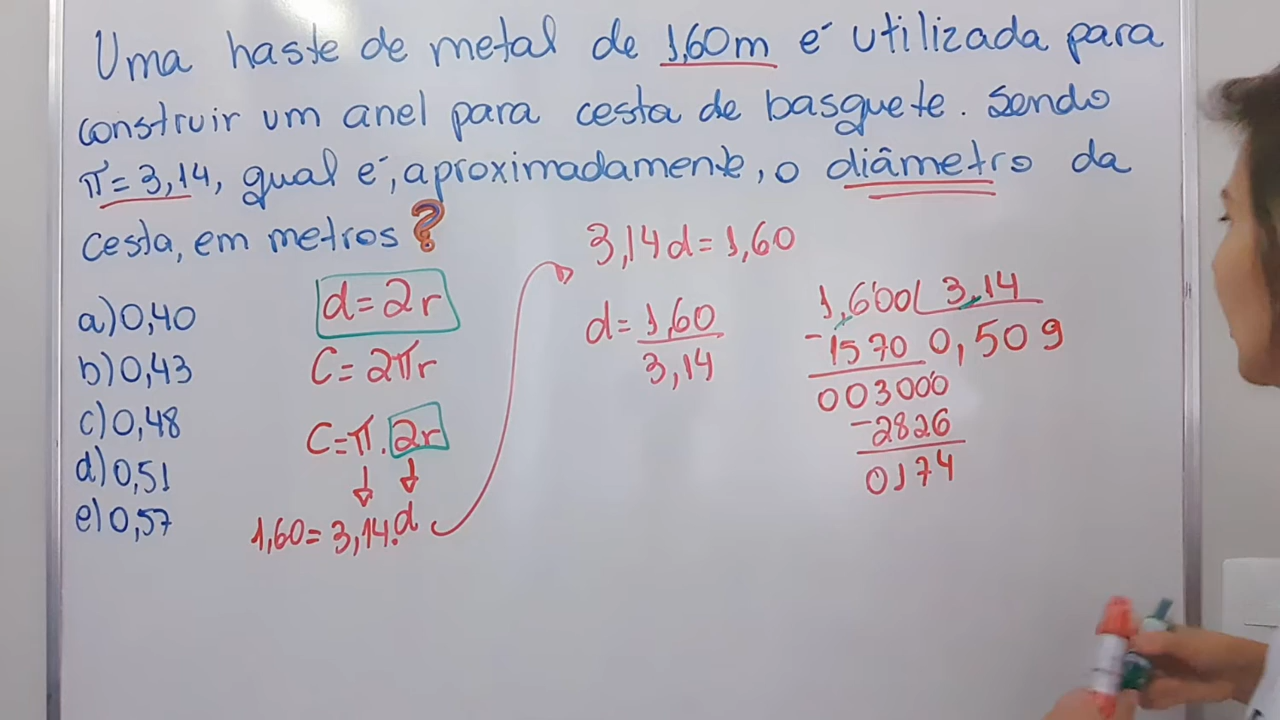 Uma haste de metal de 1,60m é utilizada para
construir um anel para cesta de basquete. Sendo
π = 3,14, qual é, aproximadamente, o diâmetro da
cesta, em metros?
a) 0,40
b) 0,43
c) 0,48
d) 0,51
e) 0,57
d = 2r
C = 2πr
C = π.2r
1,60 = 3,14.d
3,14d = 1,60
d = 1,60
3,14
1,600 3,14
-1570 0,509
003000
-2826
0174